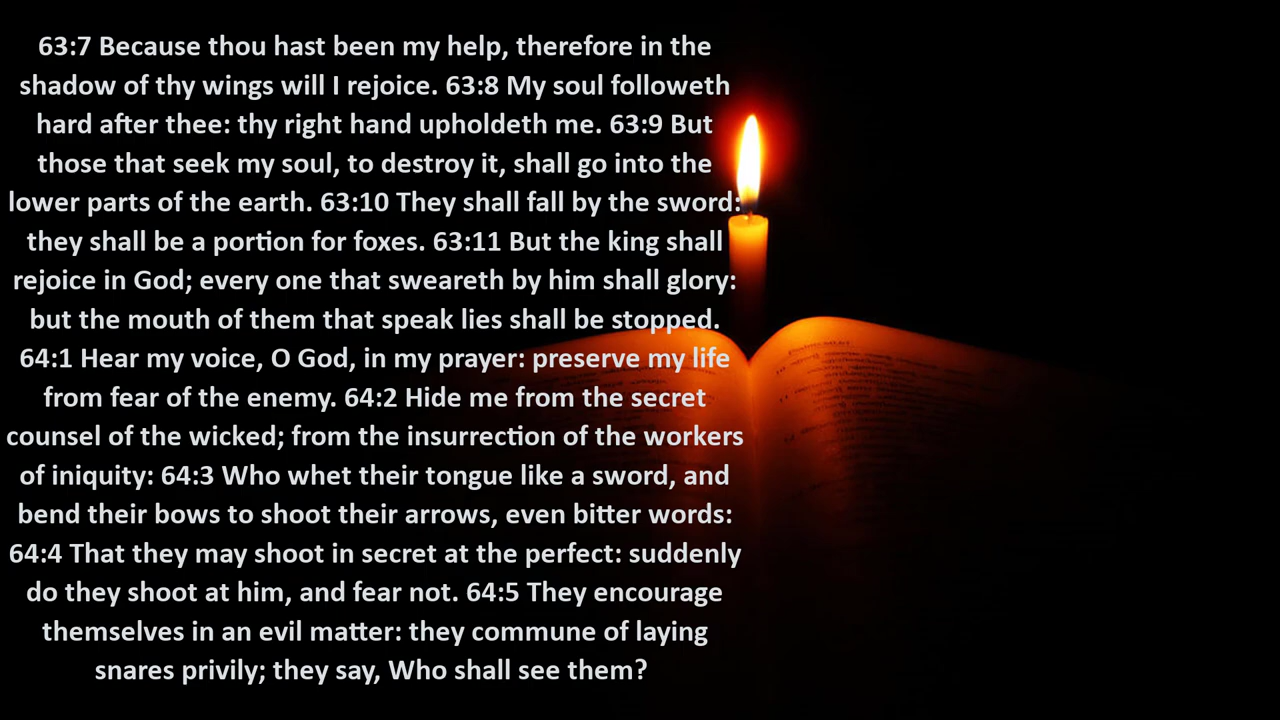 63:7 Because thou hast been my help, therefore in the
shadow of thy wings will I rejoice. 63:8 My soul followeth
hard after thee: thy right hand upholdeth me. 63:9 But
those that seek my soul, to destroy it, shall go into the
lower parts of the earth. 63:10 They shall fall by the sword:
they shall be a portion for foxes. 63:11 But the king shall
rejoice in God; every one that sweareth by him shall glory:
but the mouth of them that speak lies shall be stopped.
64:1 Hear my voice, O God, in my prayer: preserve my life
from fear of the enemy. 64:2 Hide me from the secret
counsel of the wicked; from the insurrection of the workers
of iniquity: 64:3 Who whet their tongue like a sword, and
bend their bows to shoot their arrows, even bitter words:
64:4 That they may shoot in secret at the perfect: suddenly
do they shoot at him, and fear not. 64:5 They encourage
themselves in an evil matter: they commune of laying
snares privily; they say, Who shall see them?